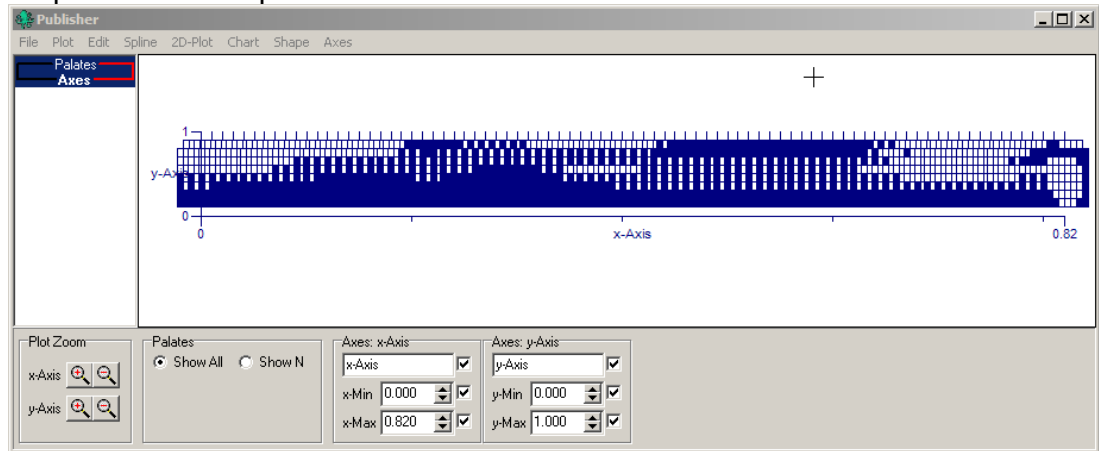 Publisher
File Plot Edit Spline 2D-Plot Chart Shape Axes
Palates
Axes
1
y-Axis
0
0 x-Axis 0.82
Plot Zoom
x-Axis
y-Axis
Palates
Show All Show N
Axes: x-Axis
x-Axis
x-Min 0.000
x-Max 0.820
Axes: y-Axis
y-Axis
y-Min 0.000
y-Max 1.000